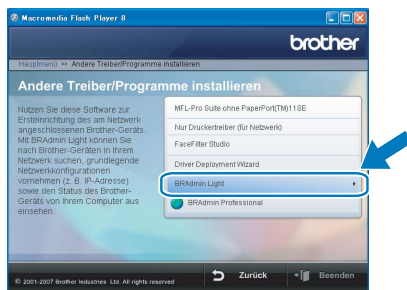 Macromedia Flash Player 8
brother
Hauptmenü >> Andere Treiber/Programme installieren
Andere Treiber/Programme installieren
Nutzen Sie diese Software zur
Ersteinrichtung des am Netzwerk
angeschlossenen Brother-Geräts.
Mit BRAdmin Light können Sie
nach Brother-Geräten in Ihrem
Netzwerk suchen, grundlegende
Netzwerkkonfigurationen
vornehmen (z. B. IP-Adresse)
sowie den Status des Brother-
Geräts von Ihrem Computer aus
einsehen.
MFL-Pro Suite ohne PaperPort(TM)11SE
Nur Druckertreiber (für Netzwerk)
FaceFilter Studio
Driver Deployment Wizard
BRAdmin Light
BRAdmin Professional
© 2001-2007 Brother Industries Ltd. All rights reserved
Zurück
Beenden